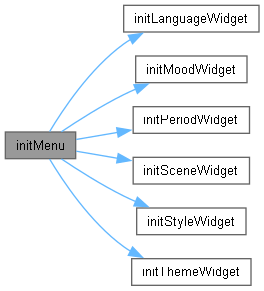 initLanguageWidget
initMoodWidget
initPeriodWidget
initMenu
initSceneWidget
initStyleWidget
initThemeWidget